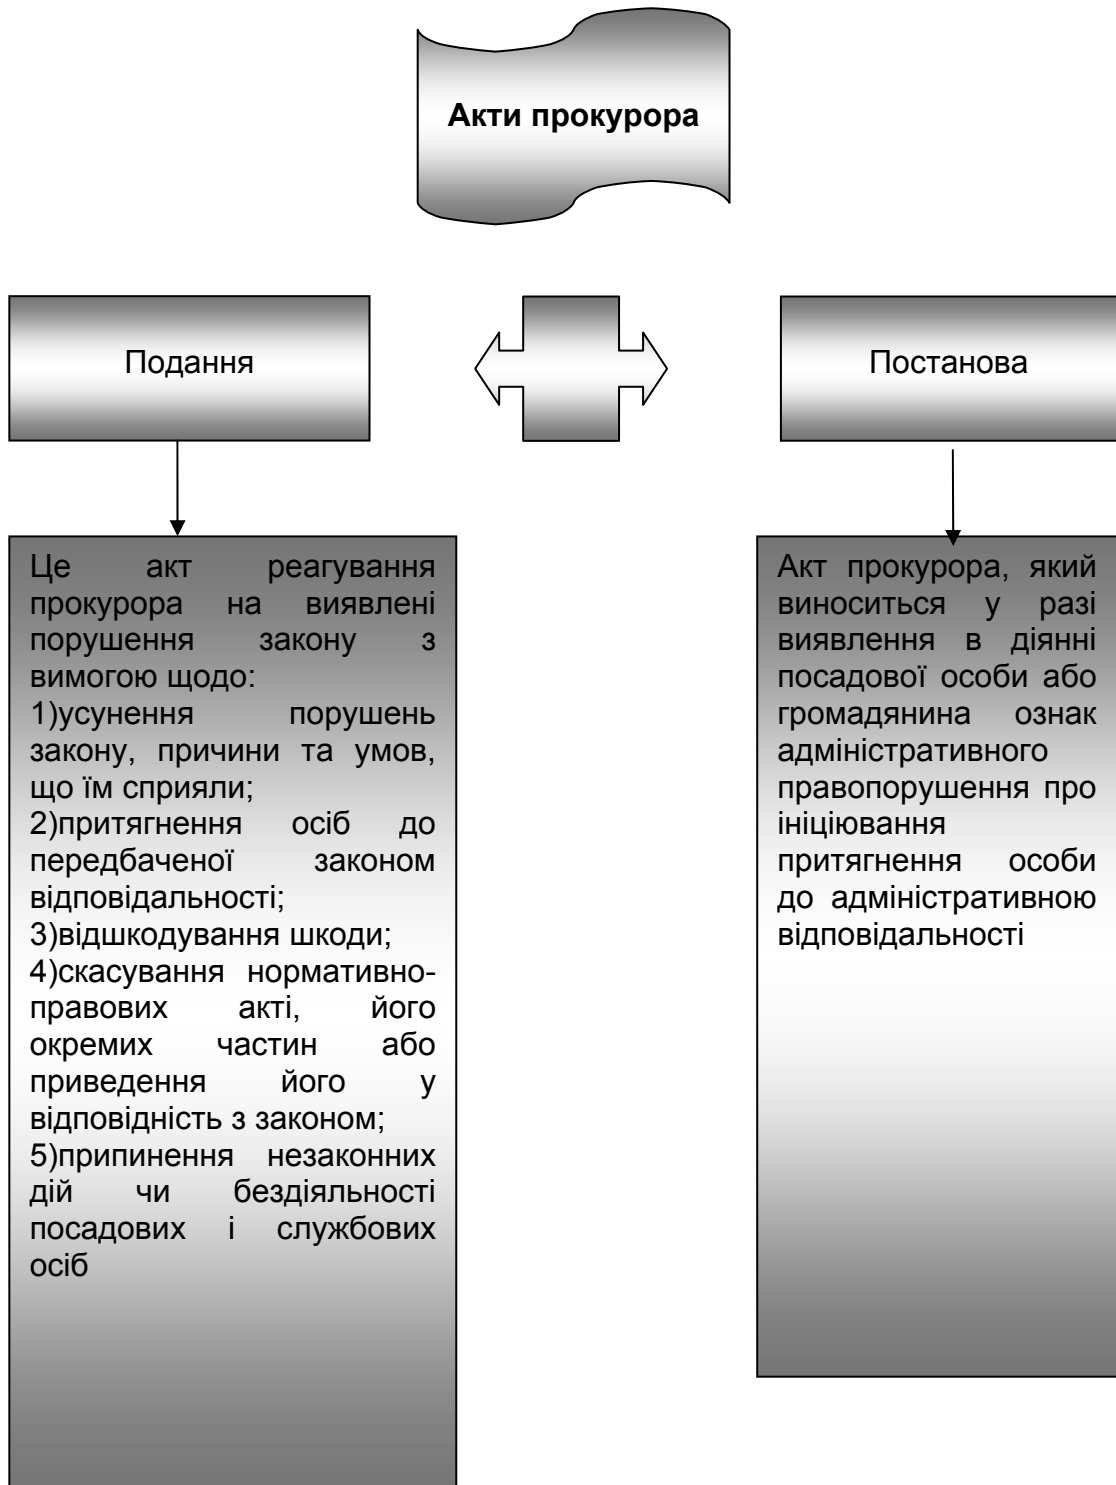 Акти прокурора
Подання
Постанова
Це акт реагування
прокурора на виявлені
порушення закону з
вимогою щодо:
1)усунення порушень
закону, причини та умов,
що їм сприяли;
2)притягнення осіб до
передбаченої законом
відповідальності;
3)відшкодування шкоди;
4)скасування нормативно-
правових акті, його
окремих частин або
приведення його у
відповідність з законом;
5)припинення незаконних
дій чи бездіяльності
посадових і службових
осіб
Акт прокурора, який
виноситься у разі
виявлення в діянні
посадової особи або
громадянина ознак
адміністративного
правопорушення про
ініціювання
притягнення особи
до адміністративною
відповідальності